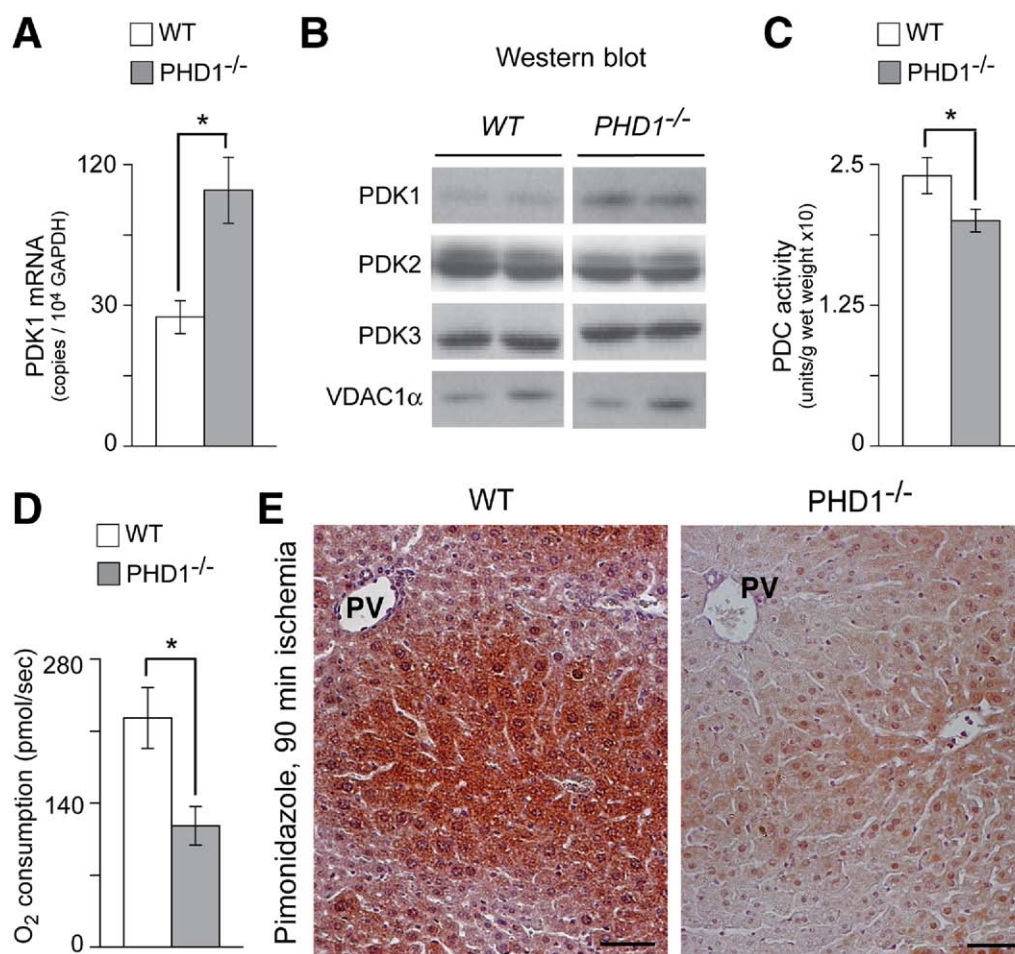 A
WT
PHD1-/-
*
PDK1 mRNA
(copies / 10⁴ GAPDH)
120
30
0
B
Western blot
WT
PHD1-/-
PDK1
PDK2
PDK3
VDAC1α
C
WT
PHD1-/-
*
PDC activity
(units/g wet weight x10)
2.5
1.25
0
D
WT
PHD1-/-
*
O₂ consumption (pmol/sec)
280
140
0
E
WT
PHD1-/-
Pimonidazole, 90 min ischemia
PV
PV